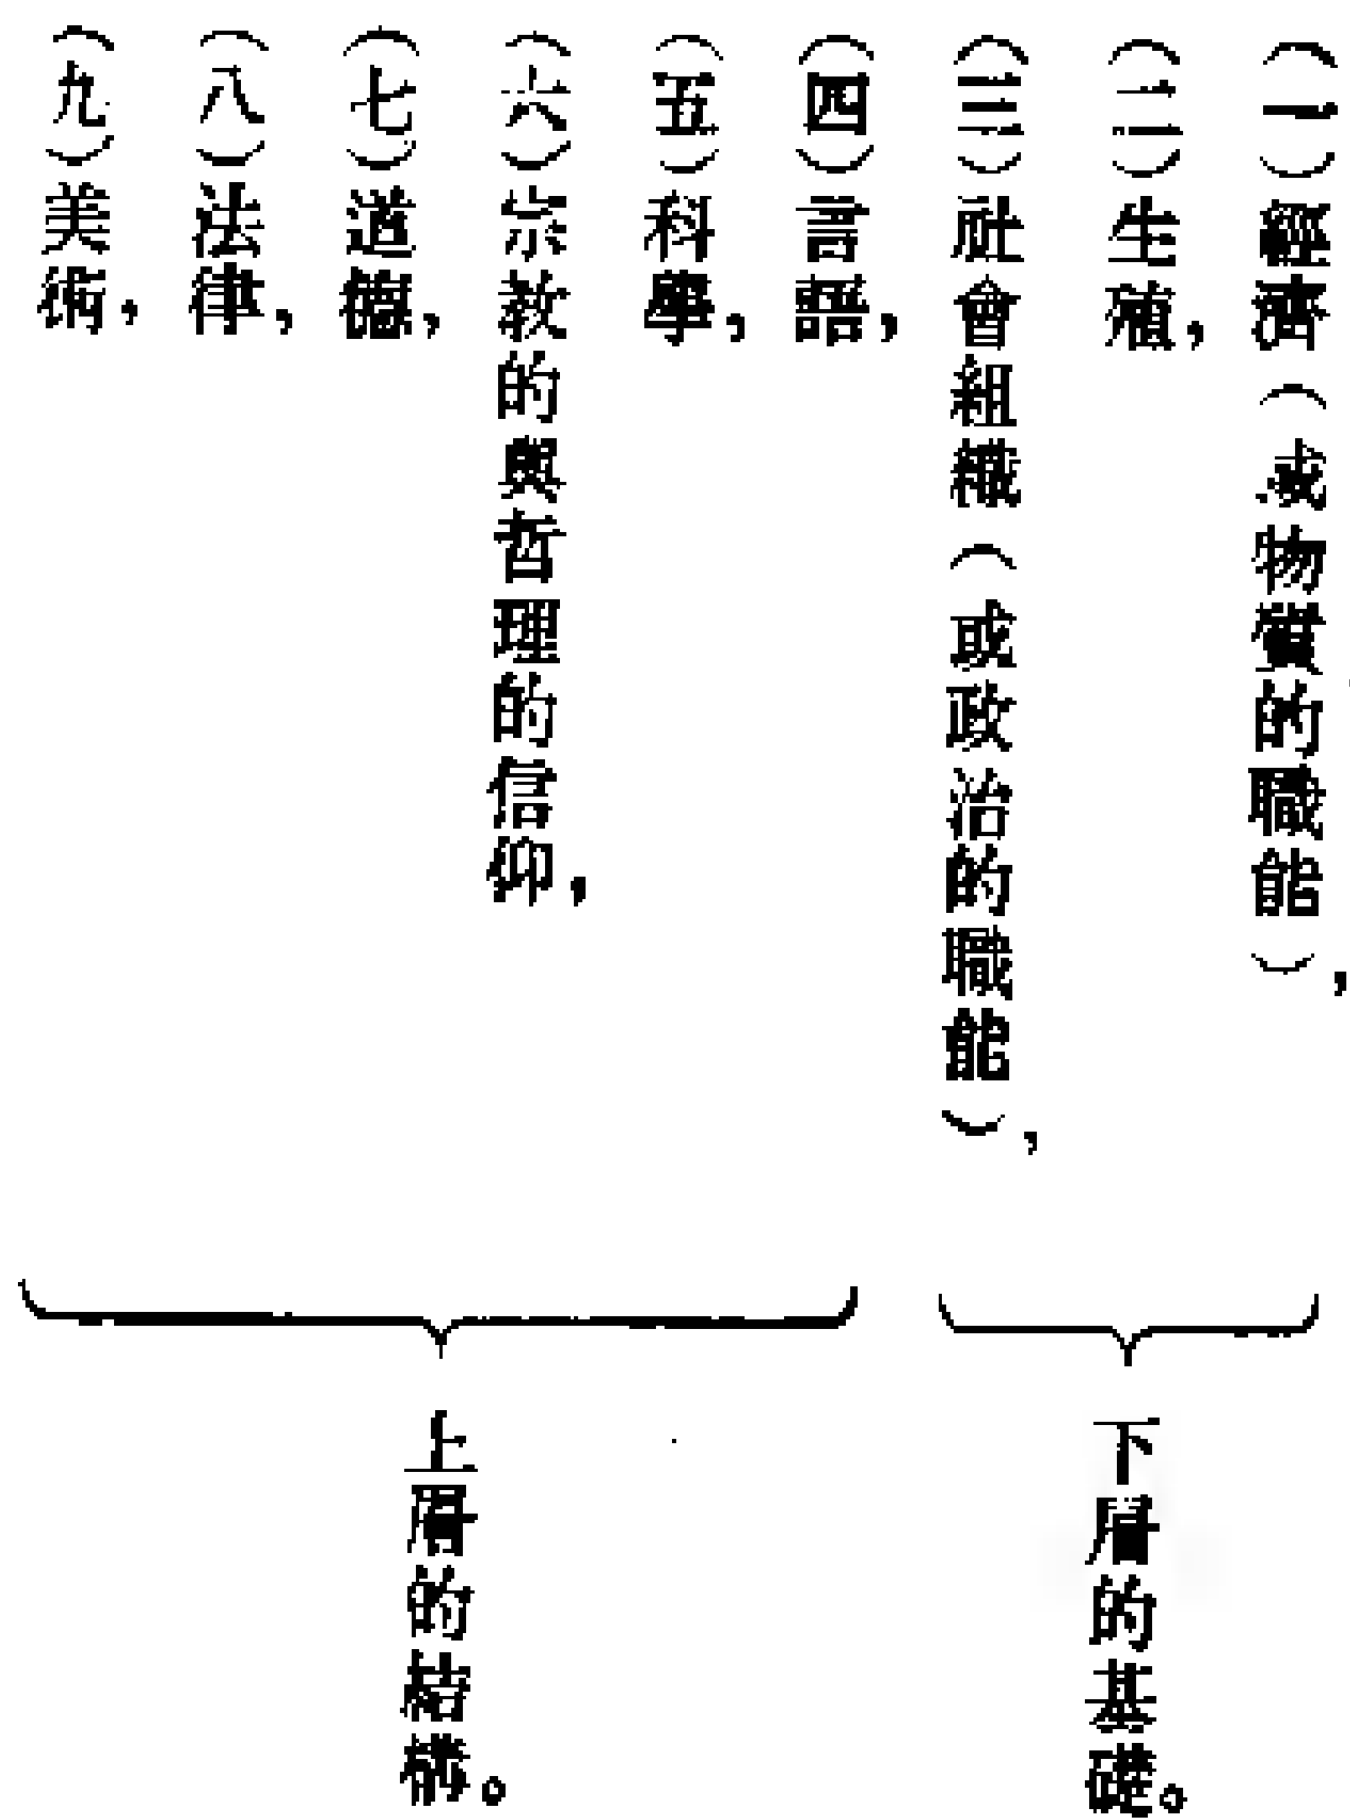 (一)經濟(或物質的職能),
(二)生殖,
(三)社會組織(或政治的職能),
下層的基礎。
(四)言語,
(五)科學,
(六)宗教的與哲理的信仰,
(七)道德,
(八)法律,
(九)美術,
上層的結構。